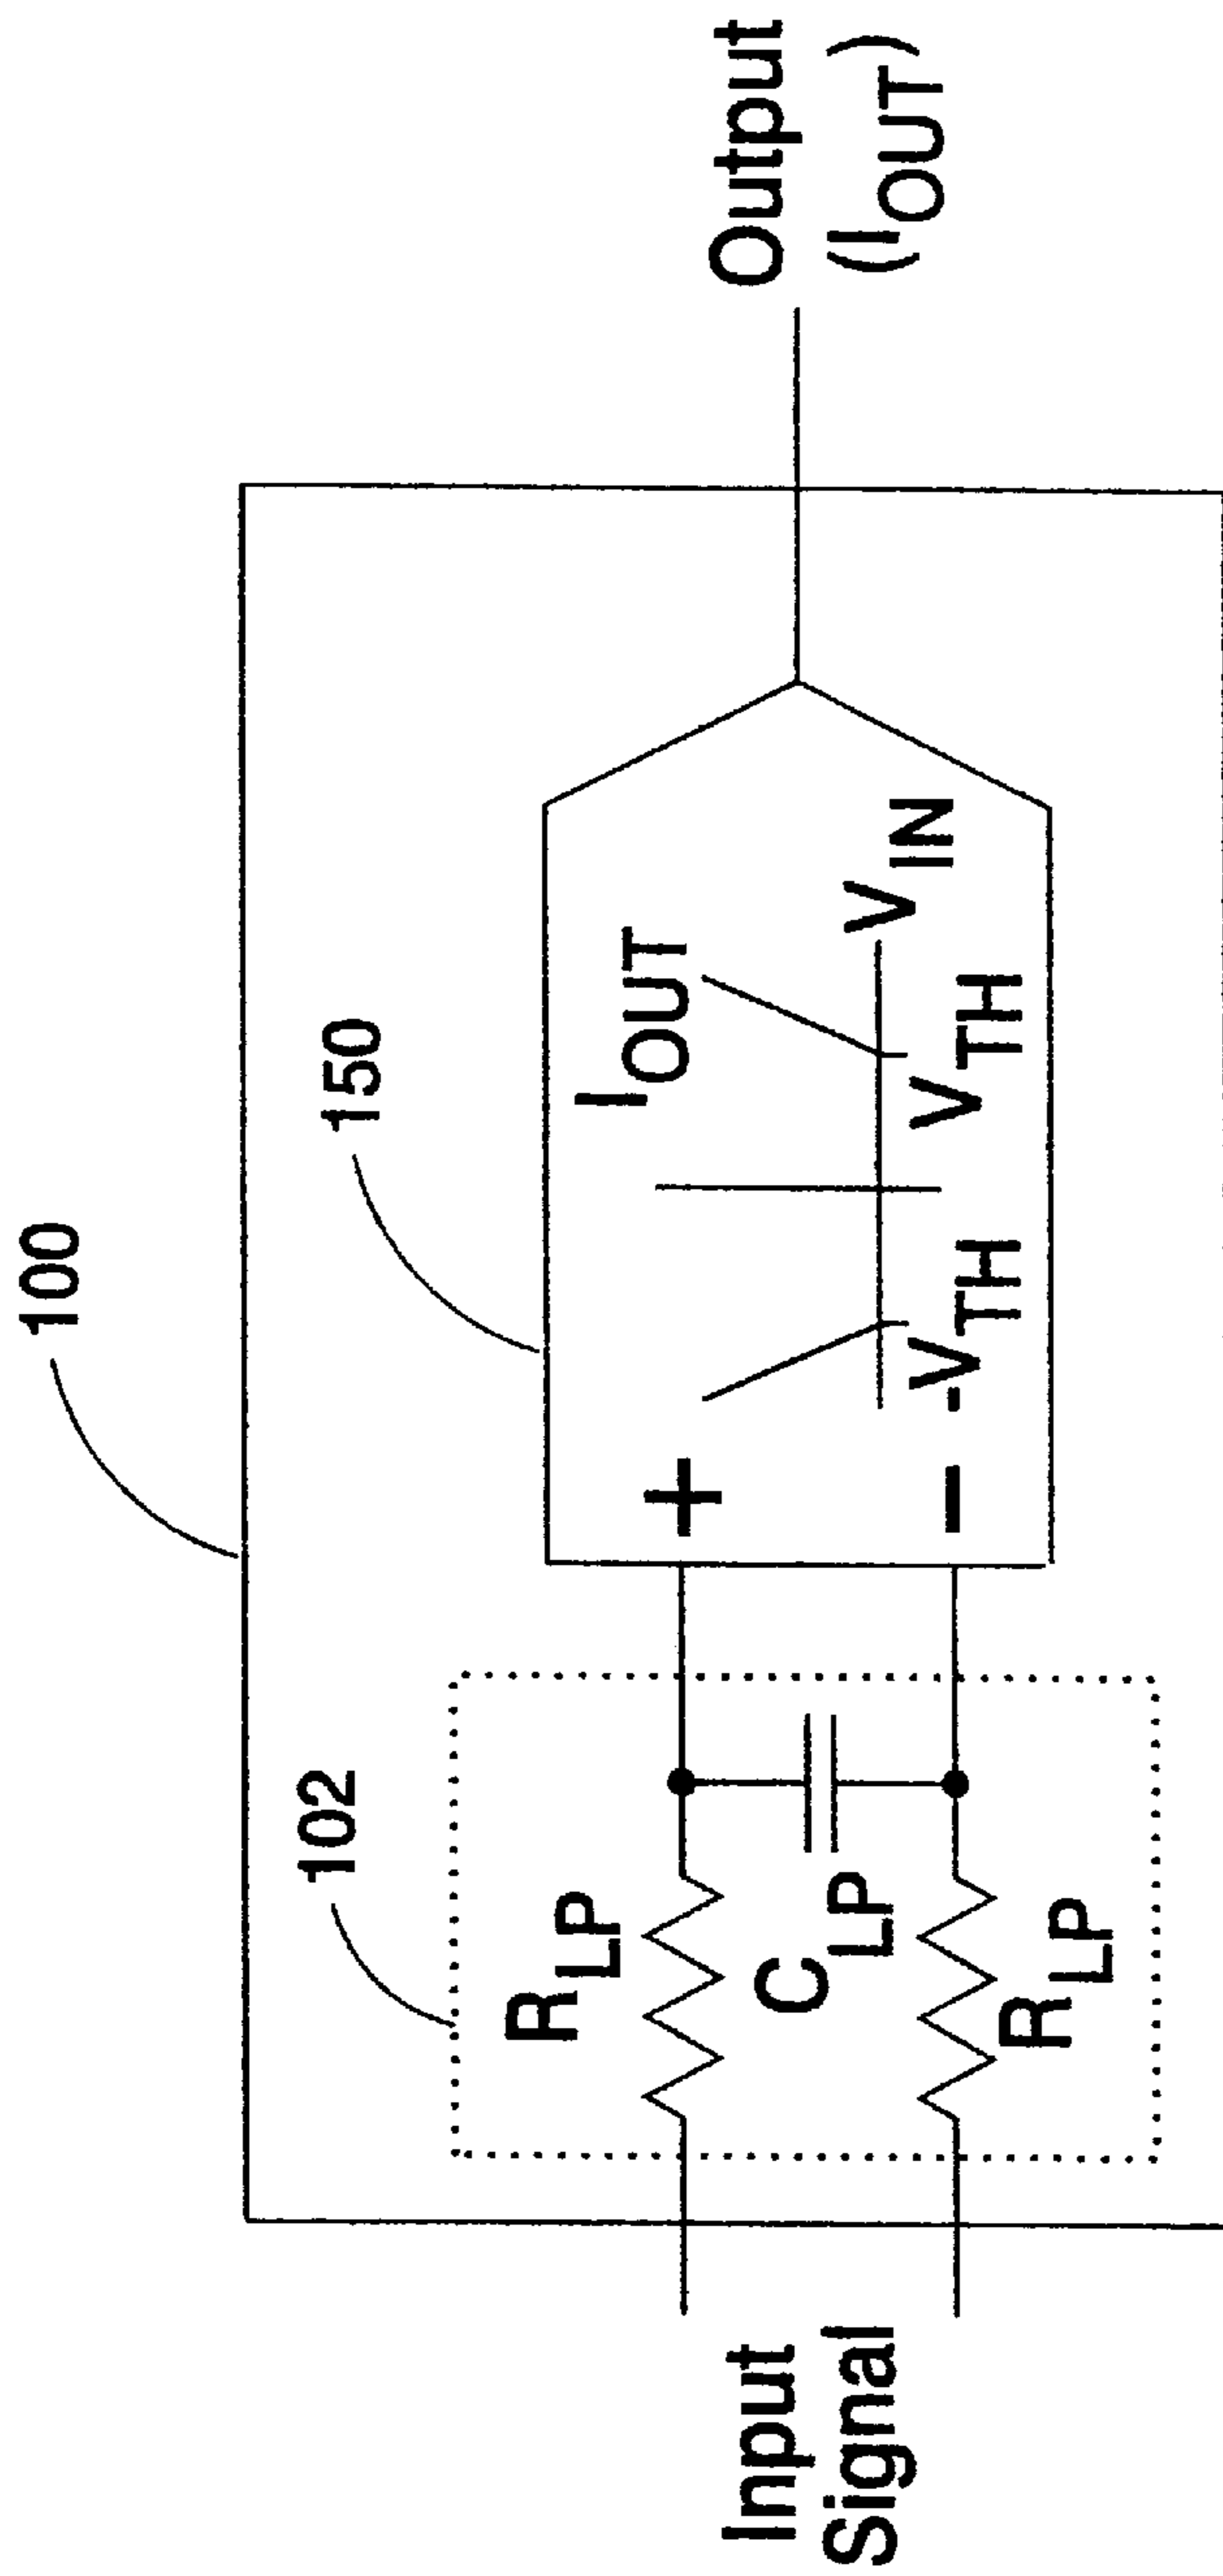 100
150
102
R_LP
C_LP
R_LP
+
−
I_OUT
V_IN
-V_TH
V_TH
Input
Signal
Output
(I_OUT)